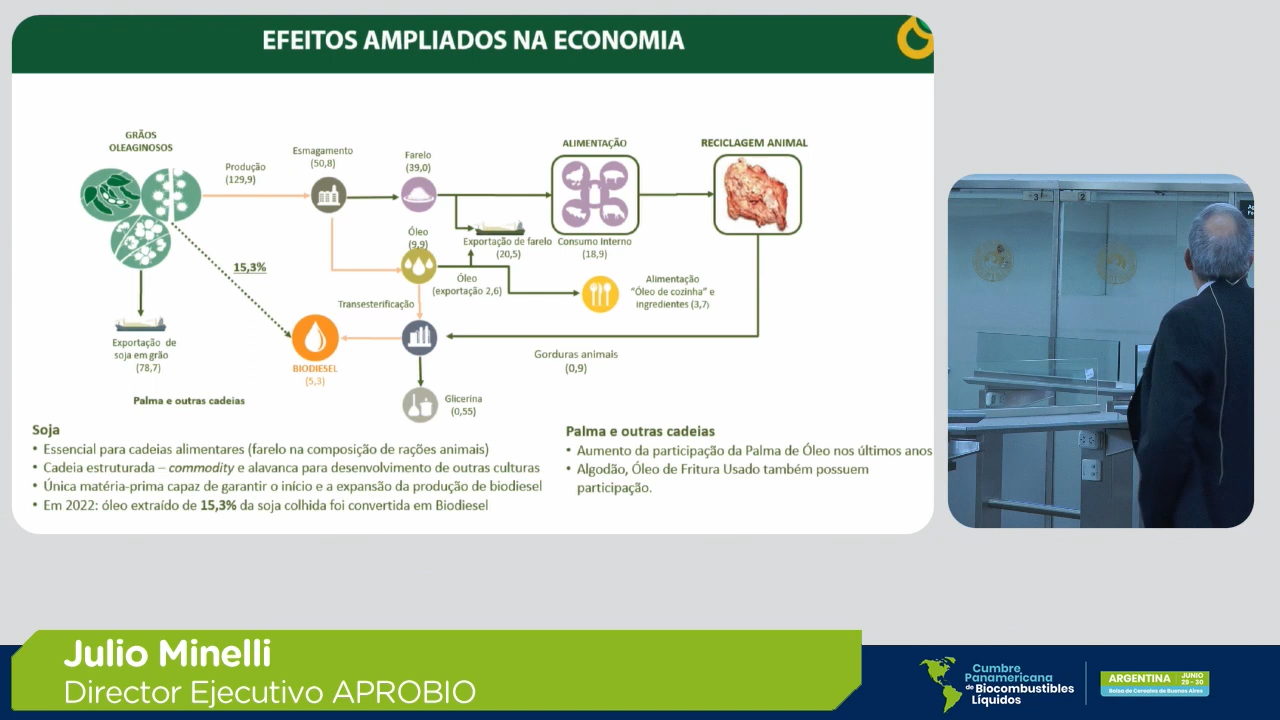 EFEITOS AMPLIADOS NA ECONOMIA
GRÃOS
OLEAGINOSOS
Produção
(129,9)
Esmagamento
(50,8)
Farelo
(39,0)
ALIMENTAÇÃO
RECICLAGEM ANIMAL
Óleo
(9,9)
Exportação de farelo
(20,5)
Consumo Interno
(18,9)
15,3%
Óleo
(exportação 2,6)
Alimentação
“Óleo de cozinha” e
ingredientes (3,7)
Transesterificação
Exportação de
soja em grão
(78,7)
BIODIESEL
(5,3)
Gorduras animais
(0,9)
Glicerina
(0,55)
Palma e outras cadeias
Soja
• Essencial para cadeias alimentares (farelo na composição de rações animais)
• Cadeia estruturada – commodity e alavanca para desenvolvimento de outras culturas
• Única matéria-prima capaz de garantir o início e a expansão da produção de biodiesel
• Em 2022: óleo extraído de 15,3% da soja colhida foi convertida em Biodiesel
Palma e outras cadeias
• Aumento da participação da Palma de Óleo nos últimos anos
• Algodão, Óleo de Fritura Usado também possuem
participação.
3
2
Julio Minelli
Director Ejecutivo APROBIO
Cumbre
Panamericana
de Biocombustibles
Líquidos
ARGENTINA
JUNIO
29 - 30
Bolsa de Cereales de Buenos Aires